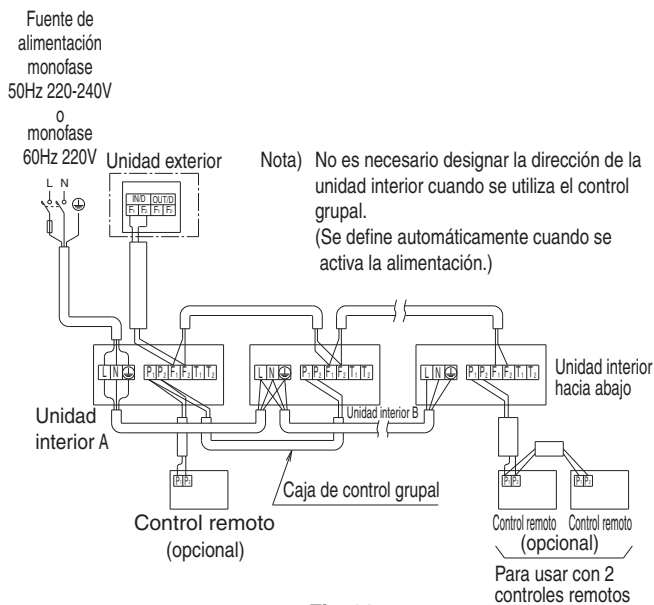 Fuente de
alimentación
monofase
50Hz 220-240V
o
monofase
60Hz 220V
L N
Unidad exterior
IN/D OUT/D
F₁ F₂ F₁ F₂
Nota) No es necesario designar la dirección de la
unidad interior cuando se utiliza el control
grupal.
(Se define automáticamente cuando se
activa la alimentación.)
L N P₁ P₂ F₁ F₂ T₁ T₂
L N P₁ P₂ F₁ F₂ T₁ T₂
L N P₁ P₂ F₁ F₂ T₁ T₂
Unidad interior
hacia abajo
Unidad
interior A
Unidad interior B
Caja de control grupal
P₁ P₂
Control remoto
(opcional)
P₁ P₂
P₁ P₂
Control remoto Control remoto
(opcional)
Para usar con 2
controles remotos